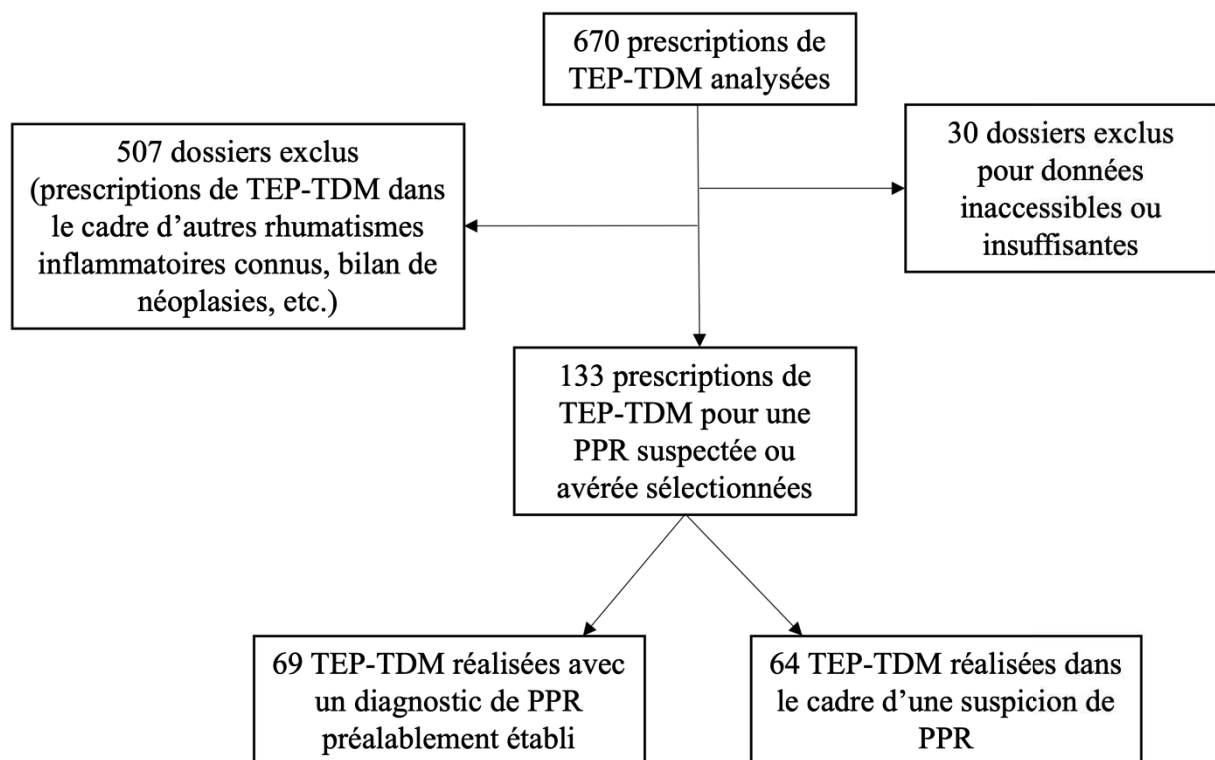 670 prescriptions de
TEP-TDM analysées
507 dossiers exclus
(prescriptions de TEP-TDM dans
le cadre d’autres rhumatismes
inflammatoires connus, bilan de
néoplasies, etc.)
30 dossiers exclus
pour données
inaccessibles ou
insuffisantes
133 prescriptions de
TEP-TDM pour une
PPR suspectée ou
avérée sélectionnées
69 TEP-TDM réalisées avec
un diagnostic de PPR
préalablement établi
64 TEP-TDM réalisées dans
le cadre d’une suspicion de
PPR